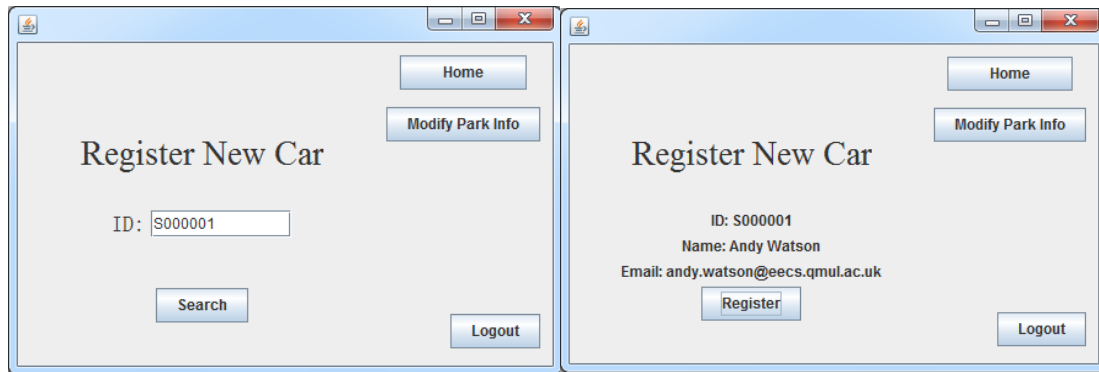 Home
Modify Park Info
Register New Car
ID: S000001
Search
Logout
Home
Modify Park Info
Register New Car
ID: S000001
Name: Andy Watson
Email: andy.watson@eecs.qmul.ac.uk
Register
Logout